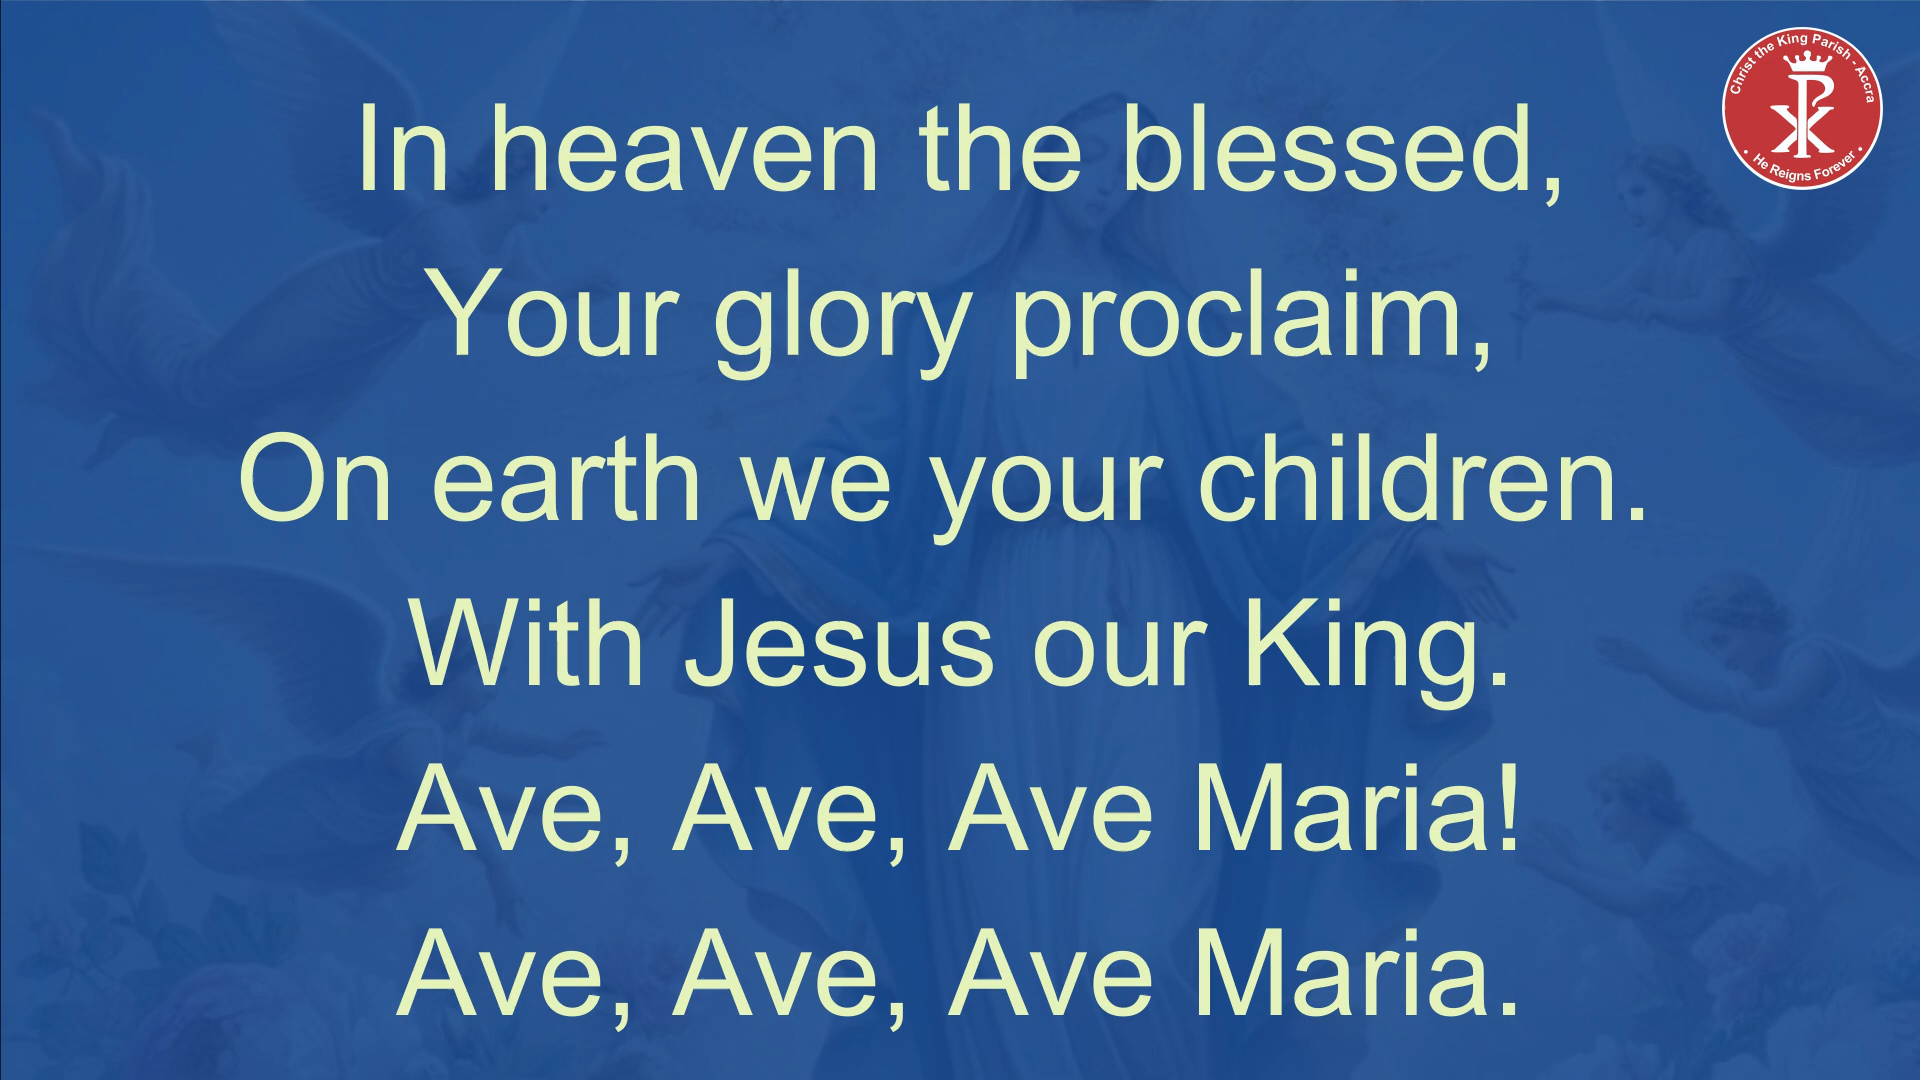 In heaven the blessed,
Your glory proclaim,
On earth we your children.
With Jesus our King.
Ave, Ave, Ave Maria!
Ave, Ave, Ave Maria.
Christ the King Parish - Accra
• He Reigns Forever •